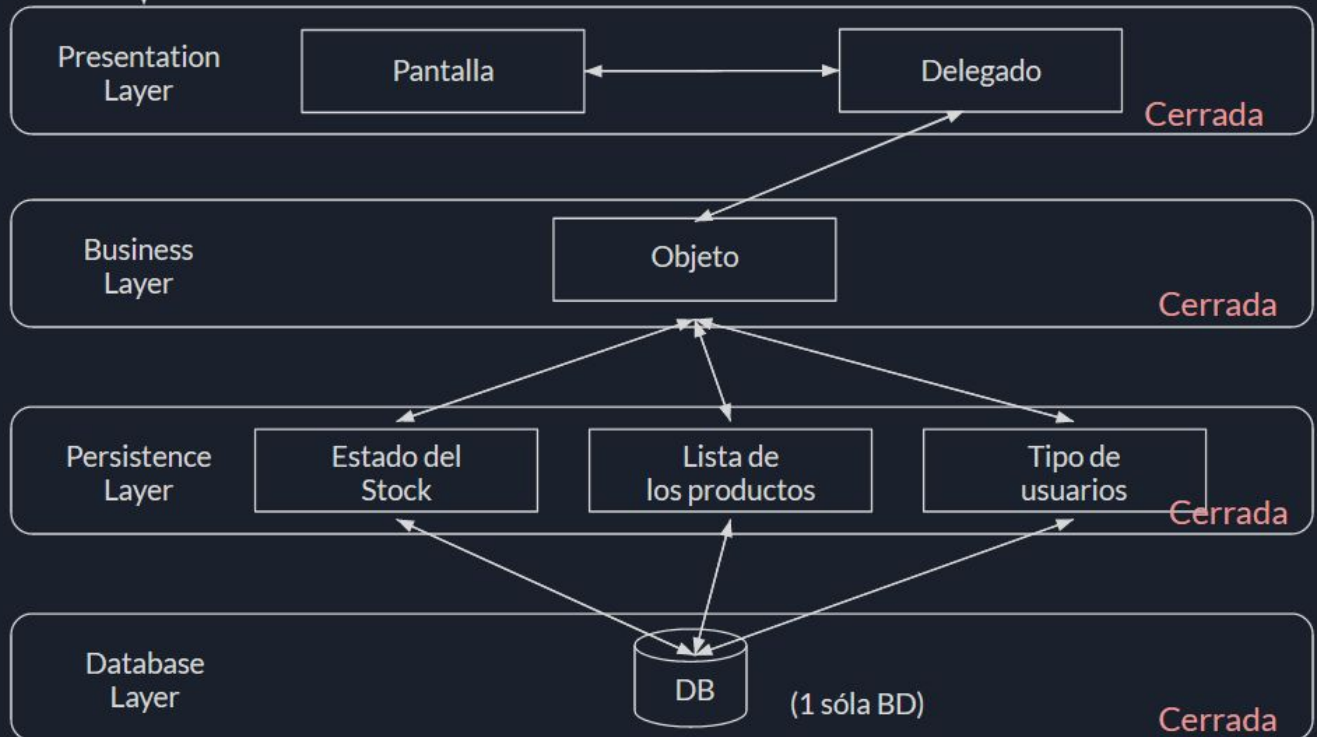 Presentation
Layer
Pantalla
Delegado
Cerrada
Business
Layer
Objeto
Cerrada
Persistence
Layer
Estado del
Stock
Lista de
los productos
Tipo de
usuarios
Cerrada
Database
Layer
DB
(1 sóla BD)
Cerrada